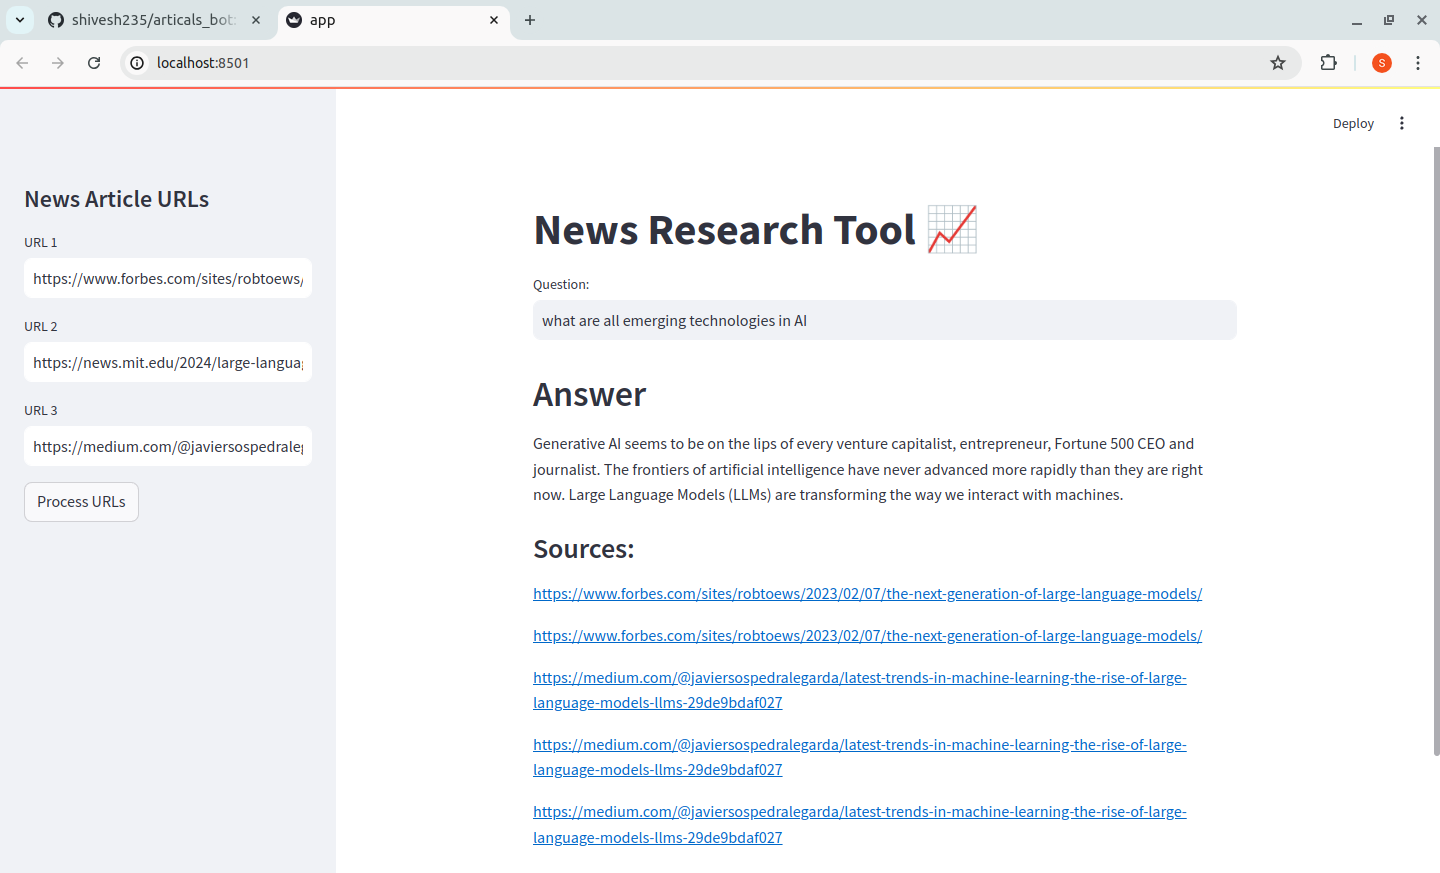 shivesh235/articals_bot:
app
localhost:8501
S
Deploy
News Article URLs
URL 1
https://www.forbes.com/sites/robtoews/
URL 2
https://news.mit.edu/2024/large-langua
URL 3
https://medium.com/@javiersospedraleg
Process URLs
News Research Tool 📈
Question:
what are all emerging technologies in AI
Answer
Generative AI seems to be on the lips of every venture capitalist, entrepreneur, Fortune 500 CEO and
journalist. The frontiers of artificial intelligence have never advanced more rapidly than they are right
now. Large Language Models (LLMs) are transforming the way we interact with machines.
Sources:
https://www.forbes.com/sites/robtoews/2023/02/07/the-next-generation-of-large-language-models/
https://www.forbes.com/sites/robtoews/2023/02/07/the-next-generation-of-large-language-models/
https://medium.com/@javiersospedralegarda/latest-trends-in-machine-learning-the-rise-of-large-
language-models-llms-29de9bdaf027
https://medium.com/@javiersospedralegarda/latest-trends-in-machine-learning-the-rise-of-large-
language-models-llms-29de9bdaf027
https://medium.com/@javiersospedralegarda/latest-trends-in-machine-learning-the-rise-of-large-
language-models-llms-29de9bdaf027